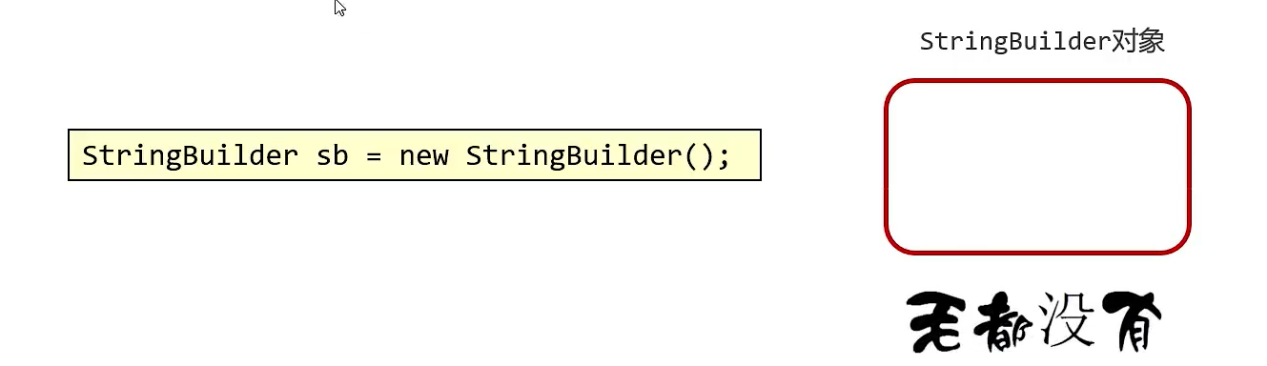 StringBuilder对象
StringBuilder sb = new StringBuilder();
毛都没有